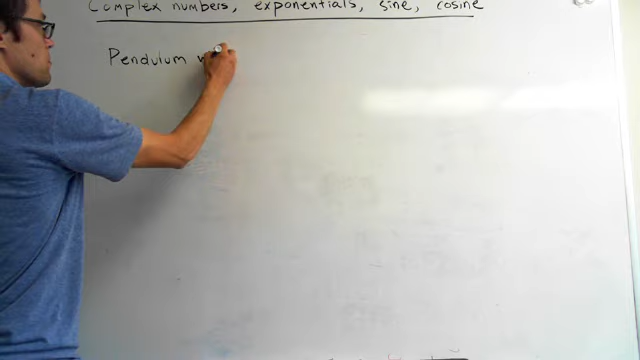 Complex numbers, exponentials, sine, cosine
Pendulum